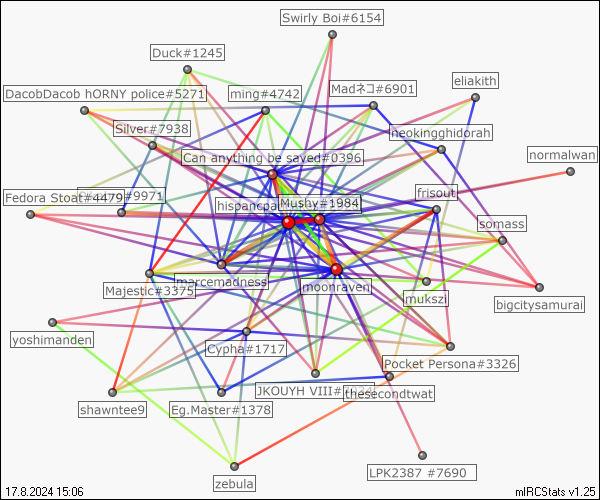 Swirly Boi#6154
Duck#1245
eliakith
Madネコ#6901
DacobDacob hORNY police#5271
ming#4742
Silver#7938
neokingghidorah
Can anything be sayed#0396
normalwan
Fedora Stoat#4479
#9971
frisout
hispancpa
Mushy#1984
somass
marcemadness
moonraven
Majestic#3375
mukszi
bigcitysamurai
yoshimanden
Cypha#1717
Pocket Persona#3326
JKOUYH VIII#
thesecondtwat
shawntee9
Eg.Master#1378
LPK2387 #7690
zebula
17.8.2024 15:06
mIRCStats v1.25